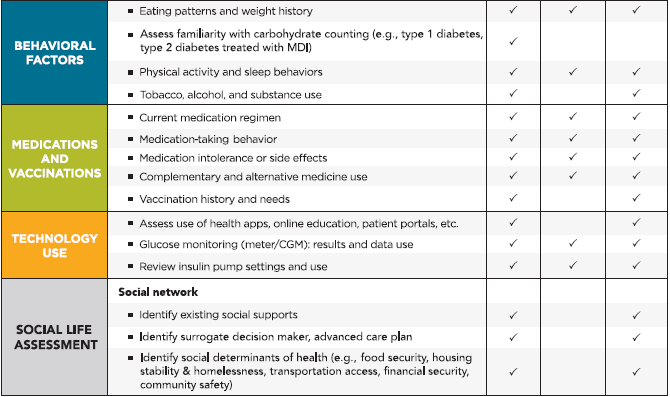 BEHAVIORAL
FACTORS
▪ Eating patterns and weight history ✓ ✓ ✓
▪ Assess familiarity with carbohydrate counting (e.g., type 1 diabetes,
type 2 diabetes treated with MDI) ✓
▪ Physical activity and sleep behaviors ✓ ✓ ✓
▪ Tobacco, alcohol, and substance use ✓ ✓
MEDICATIONS
AND
VACCINATIONS
▪ Current medication regimen ✓ ✓ ✓
▪ Medication-taking behavior ✓ ✓ ✓
▪ Medication intolerance or side effects ✓ ✓ ✓
▪ Complementary and alternative medicine use ✓ ✓ ✓
▪ Vaccination history and needs ✓ ✓
TECHNOLOGY
USE
▪ Assess use of health apps, online education, patient portals, etc. ✓ ✓
▪ Glucose monitoring (meter/CGM): results and data use ✓ ✓ ✓
▪ Review insulin pump settings and use ✓ ✓ ✓
SOCIAL LIFE
ASSESSMENT
Social network
▪ Identify existing social supports ✓ ✓
▪ Identify surrogate decision maker, advanced care plan ✓ ✓
▪ Identify social determinants of health (e.g., food security, housing
stability & homelessness, transportation access, financial security,
community safety) ✓ ✓